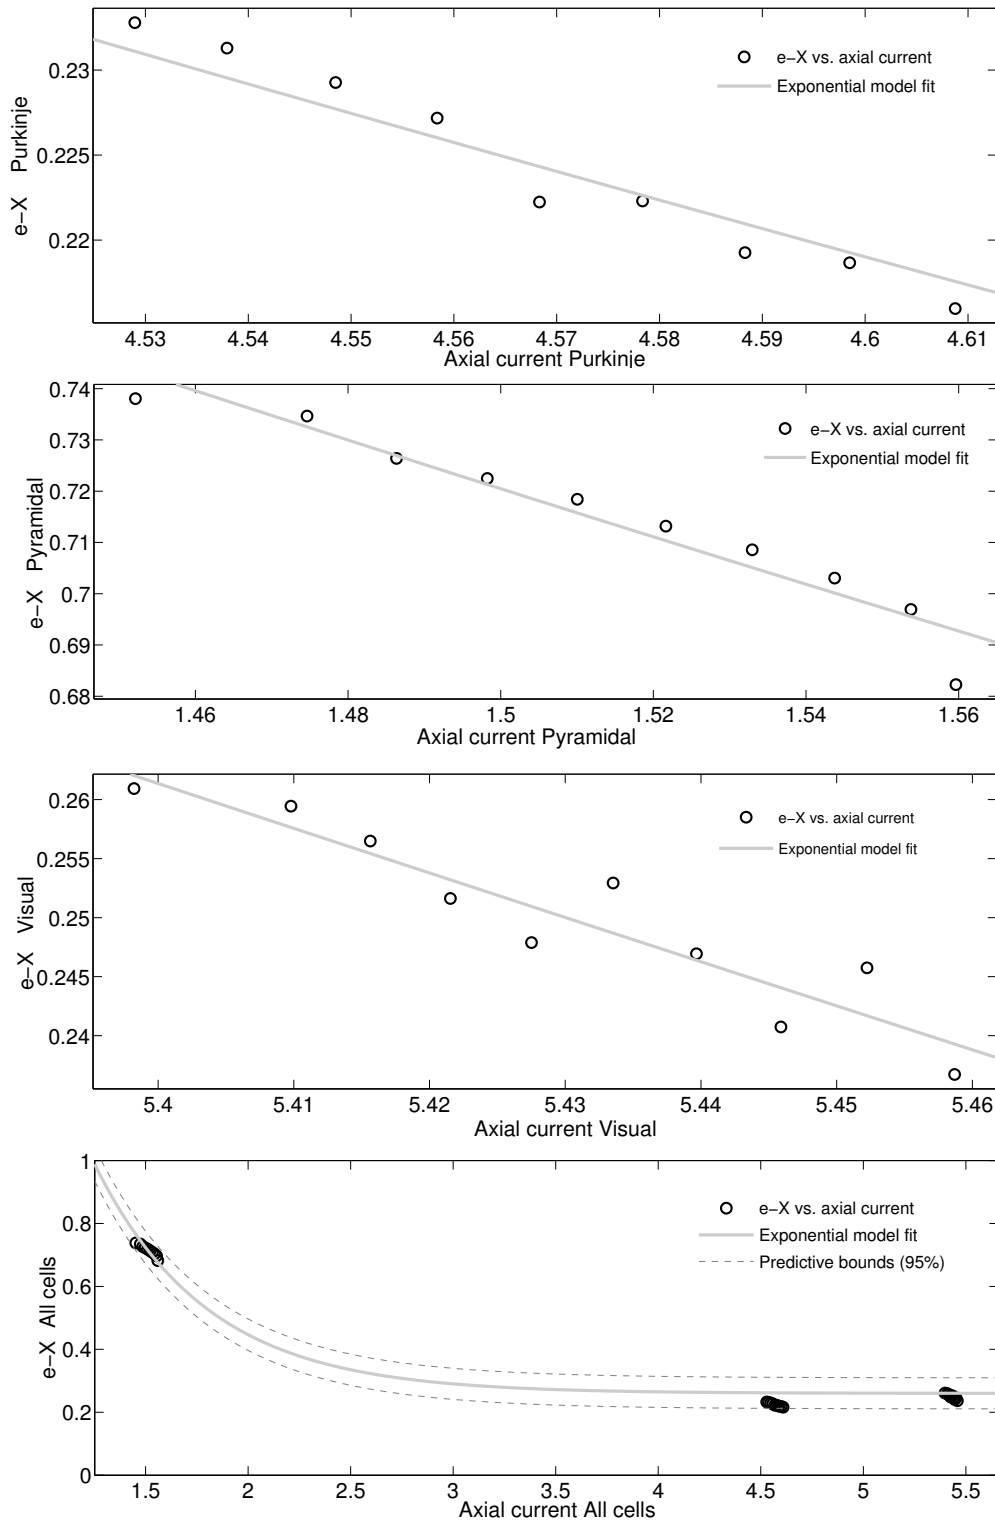 e−X Purkinje
0.23
0.225
0.22
e−X vs. axial current
Exponential model fit
4.53 4.54 4.55 4.56 4.57 4.58 4.59 4.6 4.61
Axial current Purkinje
e−X Pyramidal
0.74
0.73
0.72
0.71
0.7
0.69
0.68
e−X vs. axial current
Exponential model fit
1.46 1.48 1.5 1.52 1.54 1.56
Axial current Pyramidal
e−X Visual
0.26
0.255
0.25
0.245
0.24
e−X vs. axial current
Exponential model fit
5.4 5.41 5.42 5.43 5.44 5.45 5.46
Axial current Visual
e−X All cells
1
0.8
0.6
0.4
0.2
0
e−X vs. axial current
Exponential model fit
Predictive bounds (95%)
1.5 2 2.5 3 3.5 4 4.5 5 5.5
Axial current All cells